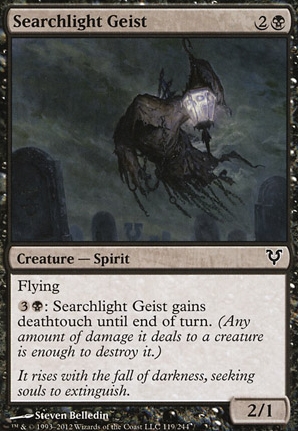 Searchlight Geist 2
Creature — Spirit
Flying
3: Searchlight Geist gains
deathtouch until end of turn. (Any
amount of damage it deals to a creature
is enough to destroy it.)
It rises with the fall of darkness, seeking
souls to extinguish.
Steven Belledin
™ & © 1993-2012 Wizards of the Coast LLC 119/244
2/1